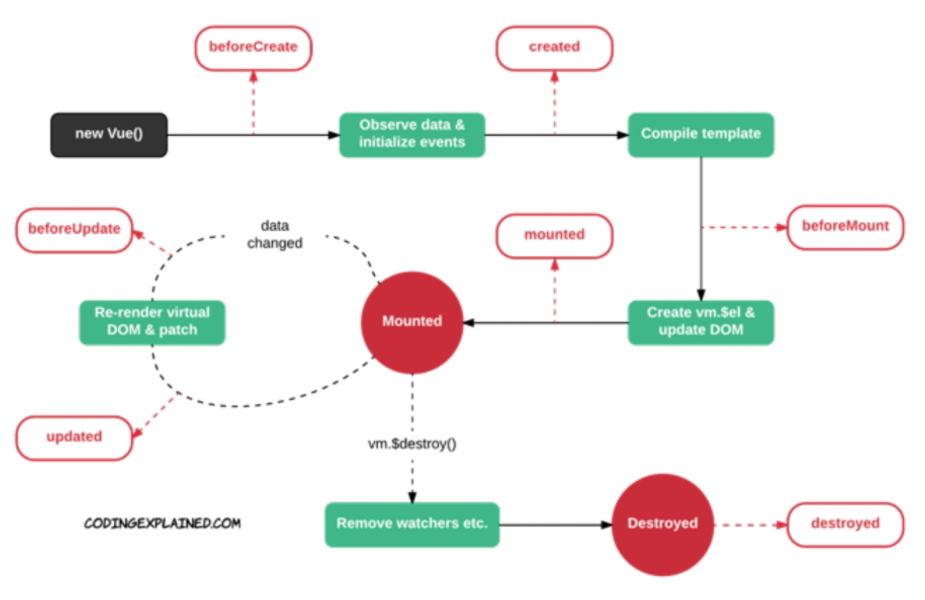 beforeCreate
created
new Vue()
Observe data &
initialize events
Compile template
beforeUpdate
data
changed
mounted
beforeMount
Re-render virtual
DOM & patch
Mounted
Create vm.$el &
update DOM
updated
vm.$destroy()
CODINGEXPLAINED.COM
Remove watchers etc.
Destroyed
destroyed